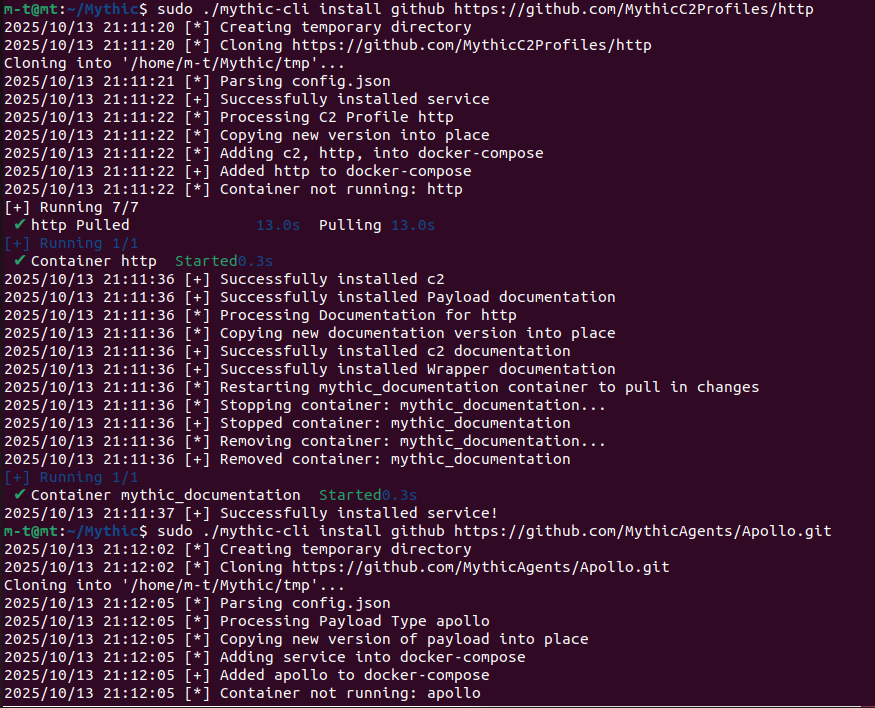 m-t@mt:~/Mythic$ sudo ./mythic-cli install github https://github.com/MythicC2Profiles/http
2025/10/13 21:11:20 [*] Creating temporary directory
2025/10/13 21:11:20 [*] Cloning https://github.com/MythicC2Profiles/http
Cloning into '/home/m-t/Mythic/tmp'...
2025/10/13 21:11:21 [*] Parsing config.json
2025/10/13 21:11:22 [+] Successfully installed service
2025/10/13 21:11:22 [*] Processing C2 Profile http
2025/10/13 21:11:22 [*] Copying new version into place
2025/10/13 21:11:22 [*] Adding c2, http, into docker-compose
2025/10/13 21:11:22 [+] Added http to docker-compose
2025/10/13 21:11:22 [*] Container not running: http
[+] Running 7/7
✔ http Pulled 13.0s Pulling 13.0s
[+] Running 1/1
✔ Container http Started0.3s
2025/10/13 21:11:36 [+] Successfully installed c2
2025/10/13 21:11:36 [+] Successfully installed Payload documentation
2025/10/13 21:11:36 [*] Processing Documentation for http
2025/10/13 21:11:36 [*] Copying new documentation version into place
2025/10/13 21:11:36 [+] Successfully installed c2 documentation
2025/10/13 21:11:36 [+] Successfully installed Wrapper documentation
2025/10/13 21:11:36 [*] Restarting mythic_documentation container to pull in changes
2025/10/13 21:11:36 [*] Stopping container: mythic_documentation...
2025/10/13 21:11:36 [+] Stopped container: mythic_documentation
2025/10/13 21:11:36 [*] Removing container: mythic_documentation...
2025/10/13 21:11:36 [+] Removed container: mythic_documentation
[+] Running 1/1
✔ Container mythic_documentation Started0.3s
2025/10/13 21:11:37 [+] Successfully installed service!
m-t@mt:~/Mythic$ sudo ./mythic-cli install github https://github.com/MythicAgents/Apollo.git
2025/10/13 21:12:02 [*] Creating temporary directory
2025/10/13 21:12:02 [*] Cloning https://github.com/MythicAgents/Apollo.git
Cloning into '/home/m-t/Mythic/tmp'...
2025/10/13 21:12:05 [*] Parsing config.json
2025/10/13 21:12:05 [*] Processing Payload Type apollo
2025/10/13 21:12:05 [*] Copying new version of payload into place
2025/10/13 21:12:05 [*] Adding service into docker-compose
2025/10/13 21:12:05 [+] Added apollo to docker-compose
2025/10/13 21:12:05 [*] Container not running: apollo